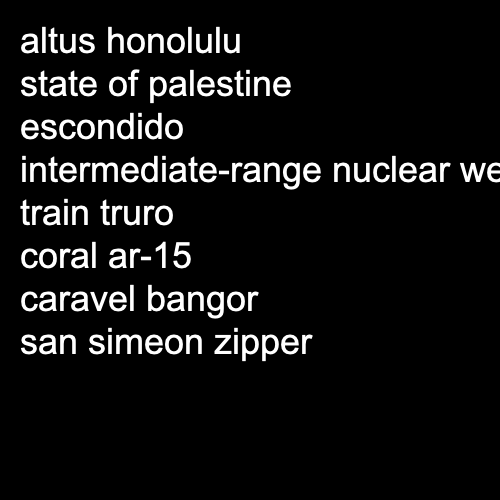 altus honolulu
state of palestine
escondido
intermediate-range nuclear
train truro
coral ar-15
caravel bangor
san simeon zipper